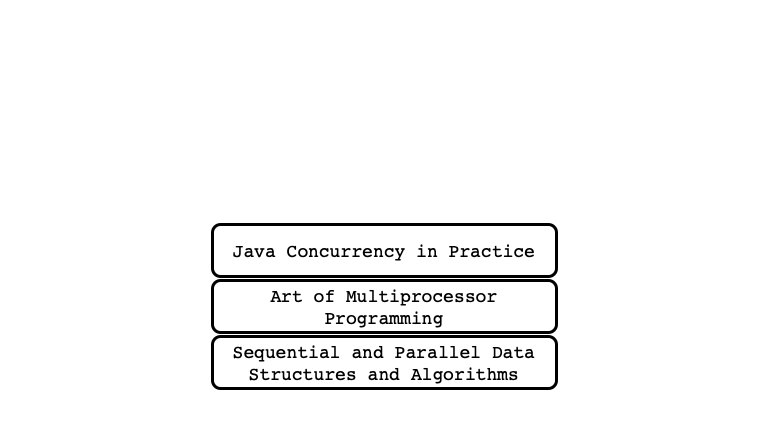 Java Concurrency in Practice
Art of Multiprocessor
Programming
Sequential and Parallel Data
Structures and Algorithms